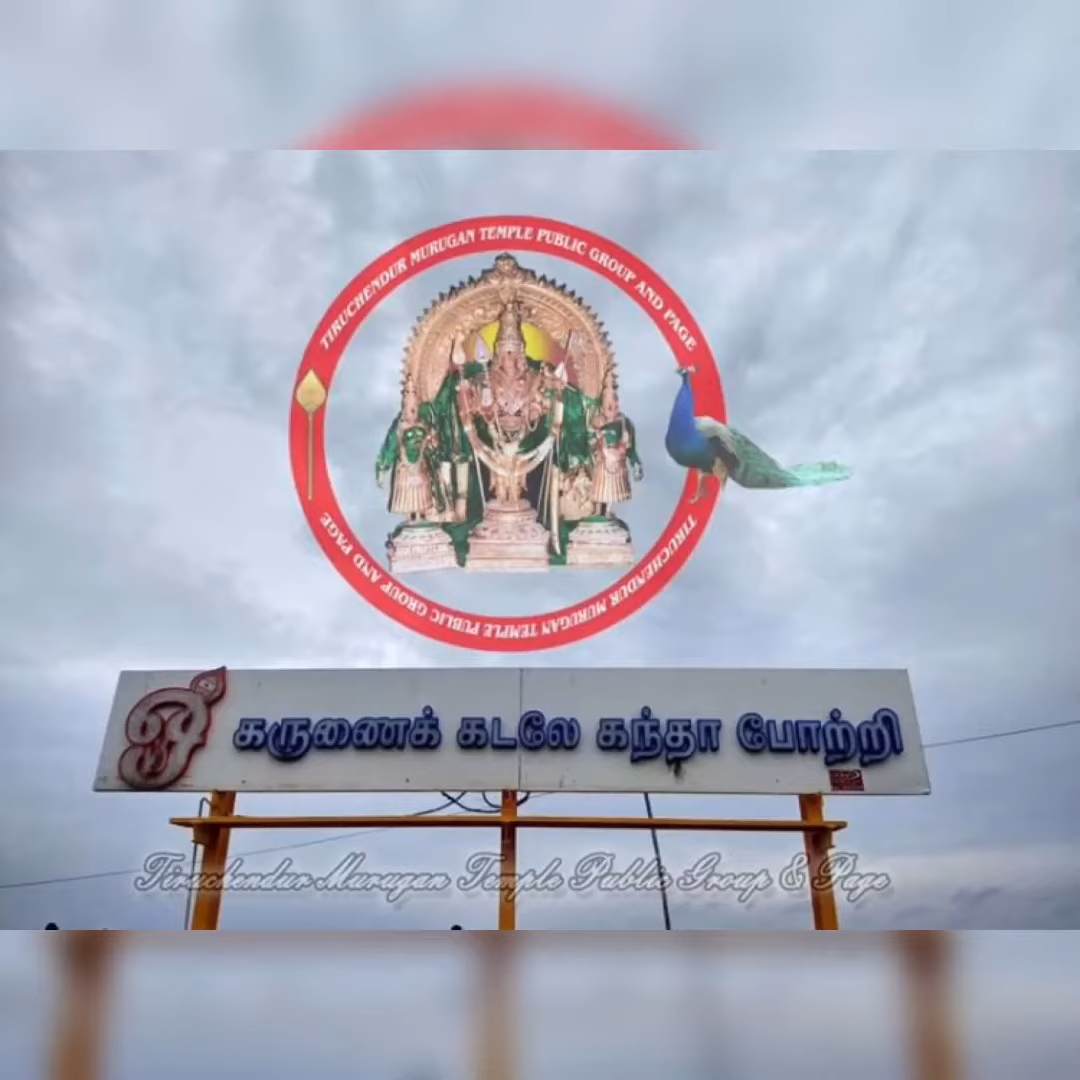 TIRUCHENDUR MURUGAN TEMPLE PUBLIC GROUP AND PAGE
TIRUCHENDUR MURUGAN TEMPLE PUBLIC GROUP AND PAGE
ஓ கருணைக் கடலே கந்தா போற்றி
Tiruchendur Murugan Temple Public Group & Page